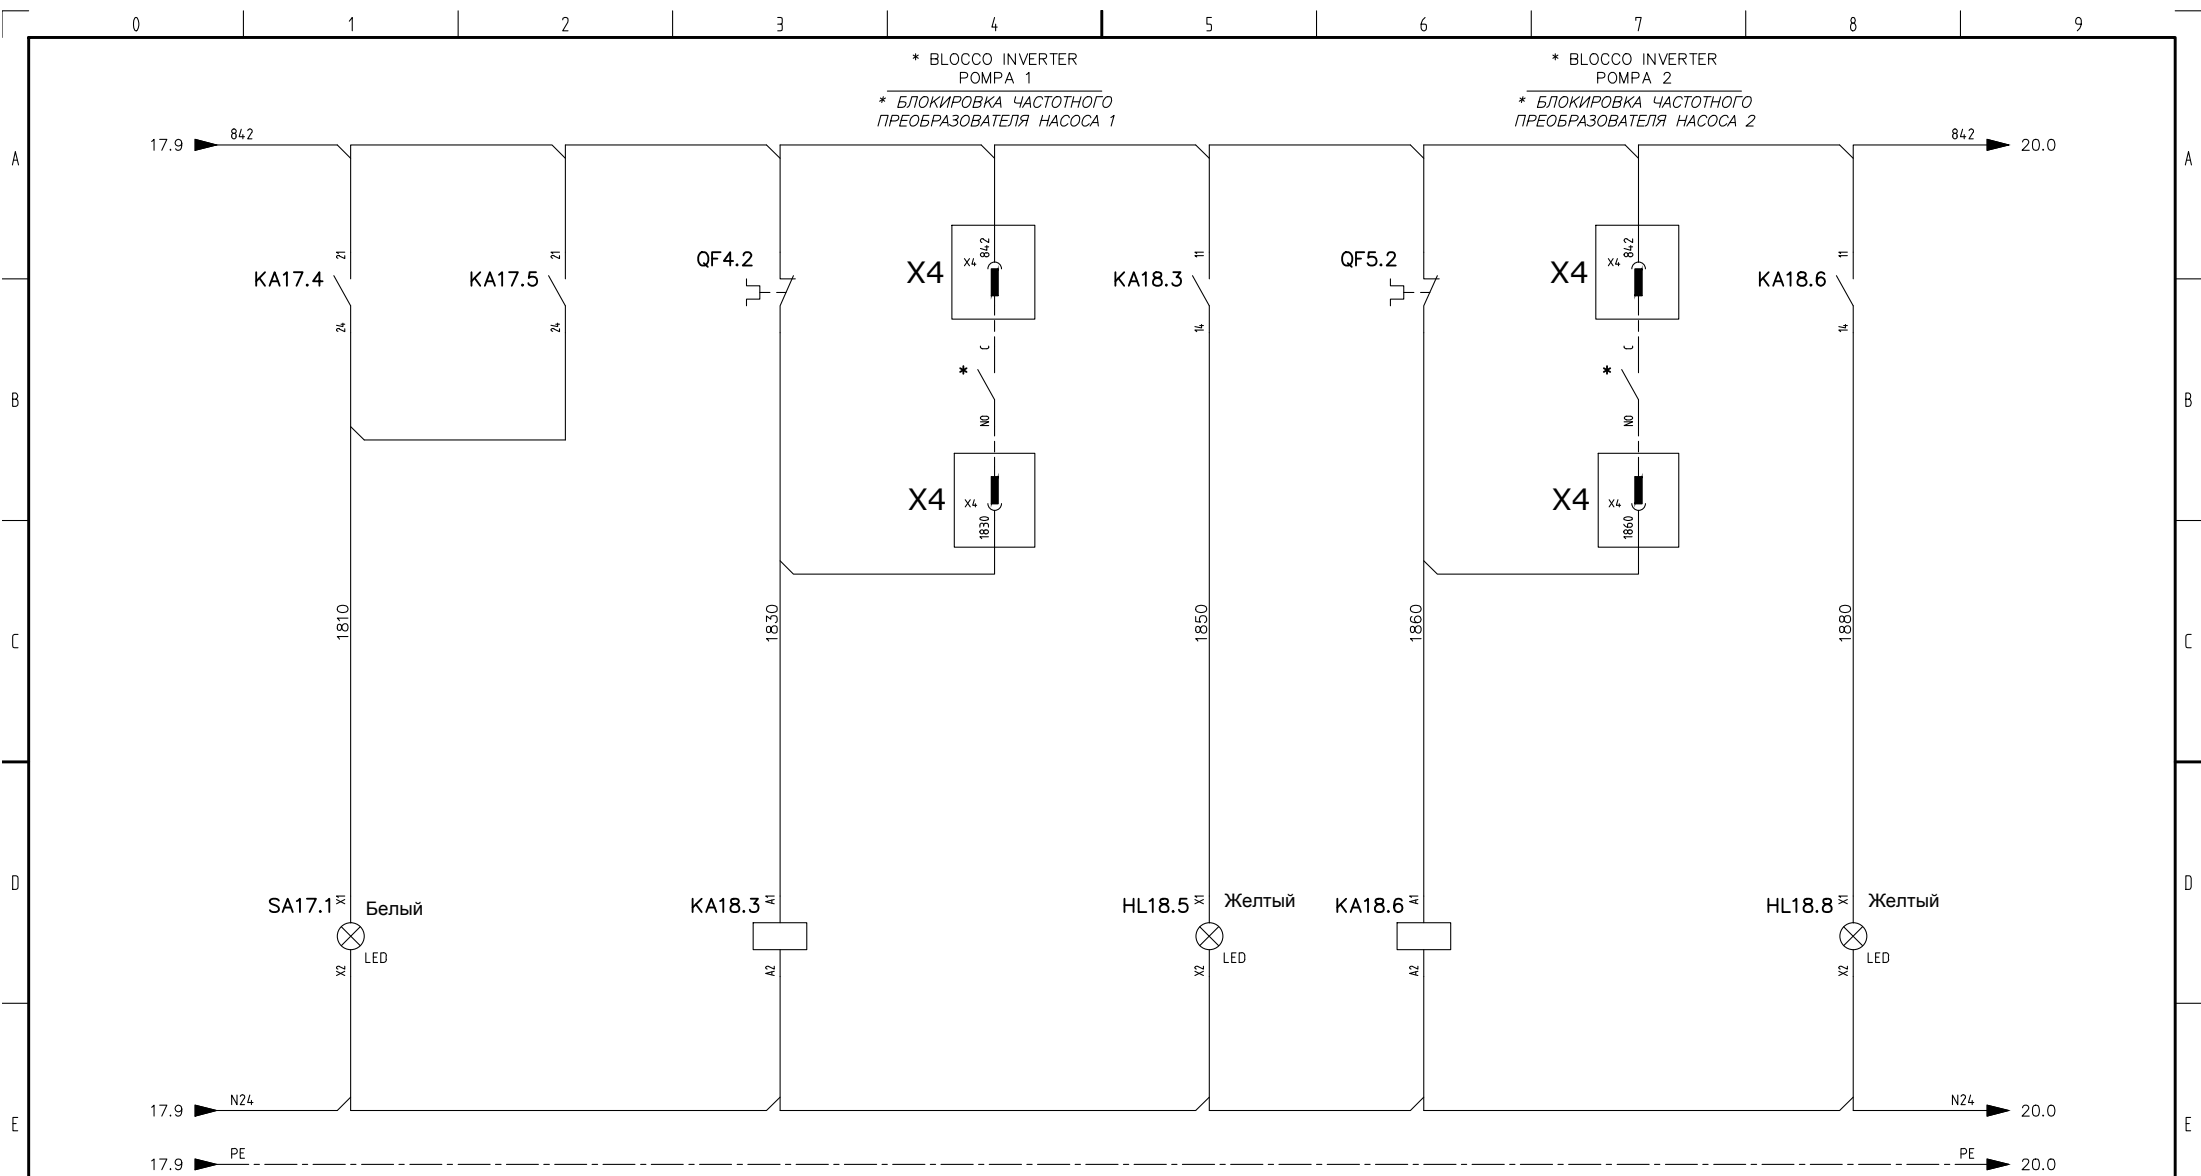 0 1 2 3 4 5 6 7 8 9
* BLOCCO INVERTER
POMPA 1
* БЛОКИРОВКА ЧАСТОТНОГО
ПРЕОБРАЗОВАТЕЛЯ НАСОСА 1
* BLOCCO INVERTER
POMPA 2
* БЛОКИРОВКА ЧАСТОТНОГО
ПРЕОБРАЗОВАТЕЛЯ НАСОСА 2
17.9 842
842 20.0
A A
21
KA17.4
24
21
KA17.5
24
QF4.2
X4 X4 842
C
*
NO
X4 X4 1830
11
KA18.3
14
QF5.2
X4 X4 842
C
*
NO
X4 X4 1860
11
KA18.6
14
B B
1810
1830
1850
1860
1880
C C
SA17.1 X1 Белый
X2 LED
KA18.3 A1
A2
HL18.5 X1 Желтый
X2 LED
KA18.6 A1
A2
HL18.8 X1 Желтый
X2 LED
D D
17.9 N24
N24 20.0
E E
17.9 PE
PE 20.0